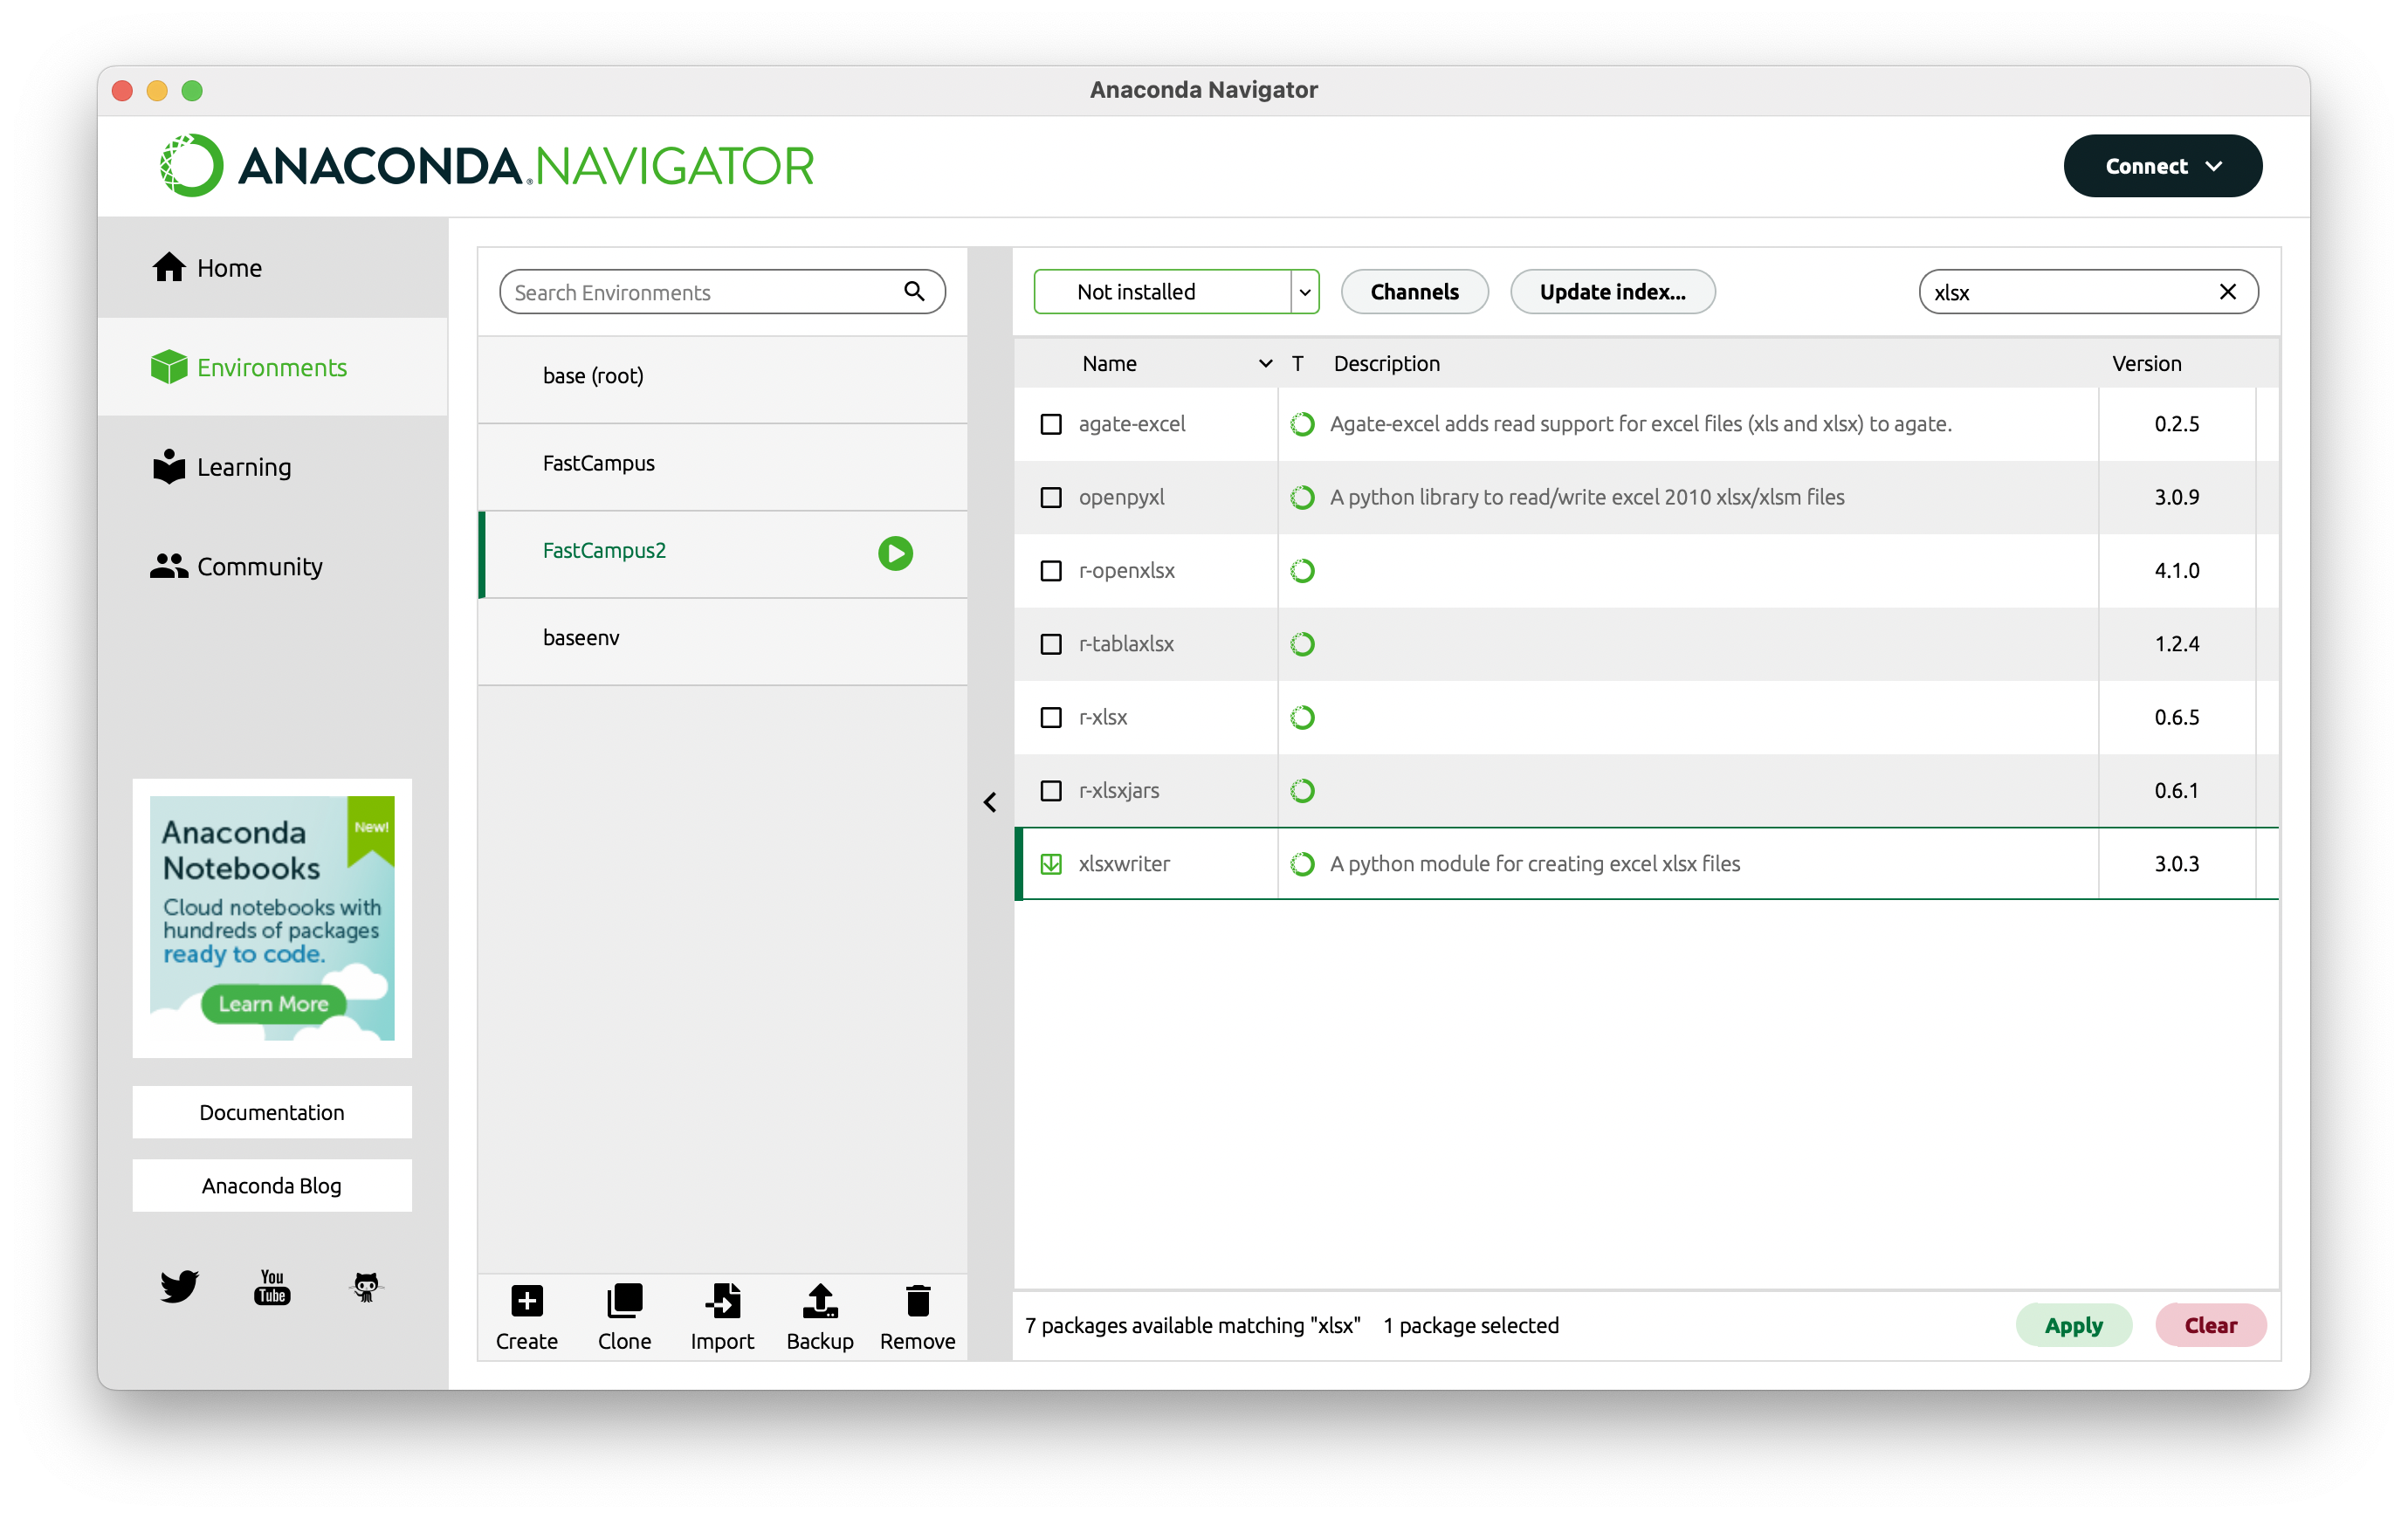 Anaconda Navigator
ANACONDA.NAVIGATOR
Connect
Home
Environments
Learning
Community
Anaconda
Notebooks
New!
Cloud notebooks with
hundreds of packages
ready to code.
Learn More
Documentation
Anaconda Blog
You
Tube
Search Environments
base (root)
FastCampus
FastCampus2
baseenv
Create Clone Import Backup Remove
Not installed Channels Update index... xlsx
Name T Description Version
agate-excel Agate-excel adds read support for excel files (xls and xlsx) to agate. 0.2.5
openpyxl A python library to read/write excel 2010 xlsx/xlsm files 3.0.9
r-openxlsx 4.1.0
r-tablaxlsx 1.2.4
r-xlsx 0.6.5
r-xlsxjars 0.6.1
xlsxwriter A python module for creating excel xlsx files 3.0.3
7 packages available matching "xlsx" 1 package selected Apply Clear